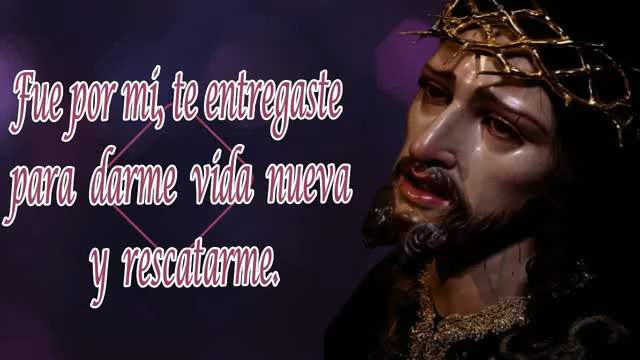 Fue por mí, te entregaste
para darme vida nueva
y rescatarme.